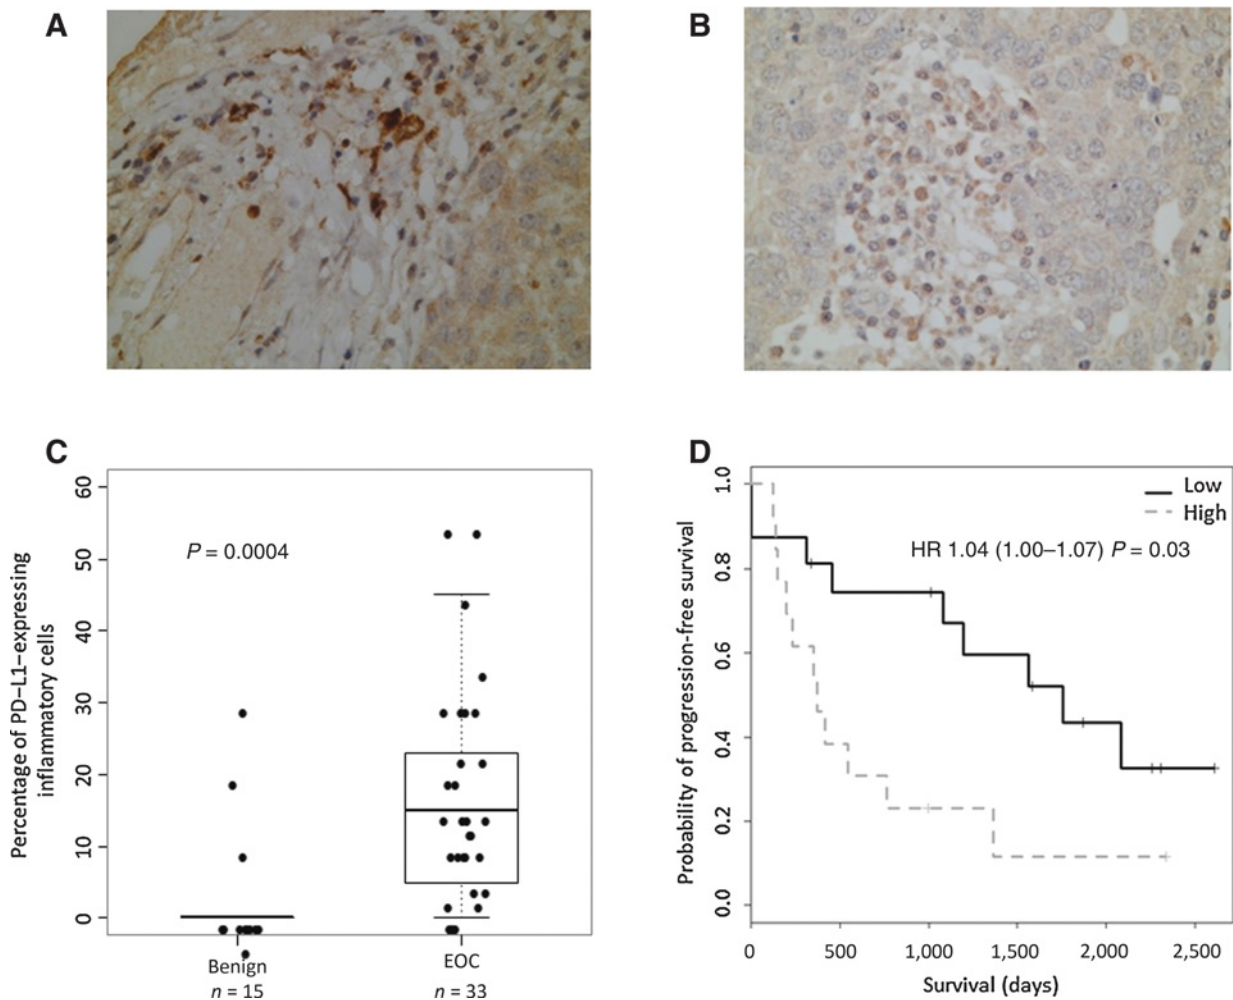 A
B
C
60
50
40
30
20
10
0
Percentage of PD-L1–expressing
inflammatory cells
P = 0.0004
Benign
n = 15
EOC
n = 33
D
1.0
0.8
0.6
0.4
0.2
0.0
Probability of progression-free survival
Low
High
HR 1.04 (1.00–1.07) P = 0.03
0
500
1,000
1,500
2,000
2,500
Survival (days)